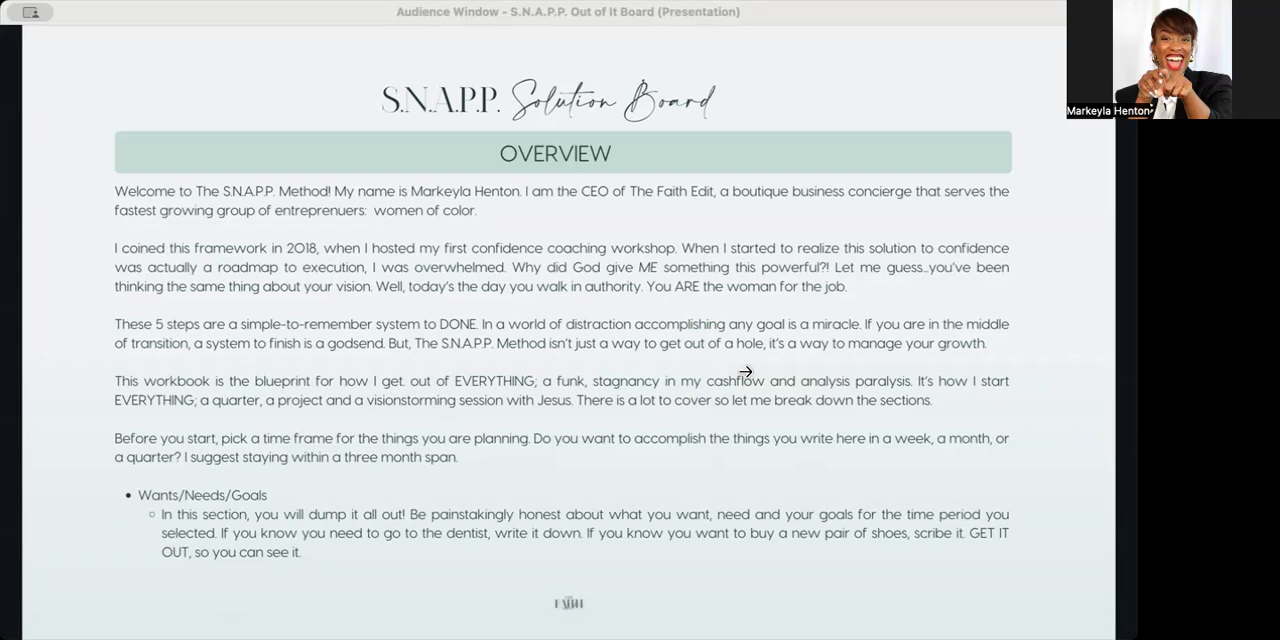 Audience Window - S.N.A.P.P. Out of It Board (Presentation)
Markeyla Henton
S.N.A.P.P. Solution Board
OVERVIEW
Welcome to The S.N.A.P.P. Method! My name is Markeyla Henton. I am the CEO of The Faith Edit, a boutique business concierge that serves the
fastest growing group of entreprenuers: women of color.
I coined this framework in 2018, when I hosted my first confidence coaching workshop. When I started to realize this solution to confidence
was actually a roadmap to execution, I was overwhelmed. Why did God give ME something this powerful?! Let me guess...you've been
thinking the same thing about your vision. Well, today's the day you walk in authority. You ARE the woman for the job.
These 5 steps are a simple-to-remember system to DONE. In a world of distraction accomplishing any goal is a miracle. If you are in the middle
of transition, a system to finish is a godsend. But, The S.N.A.P.P. Method isn't just a way to get out of a hole, it's a way to manage your growth.
This workbook is the blueprint for how I get. out of EVERYTHING; a funk, stagnancy in my cashflow and analysis paralysis. It's how I start
EVERYTHING; a quarter, a project and a visionstorming session with Jesus. There is a lot to cover so let me break down the sections.
Before you start, pick a time frame for the things you are planning. Do you want to accomplish the things you write here in a week, a month, or
a quarter? I suggest staying within a three month span.
• Wants/Needs/Goals
○ In this section, you will dump it all out! Be painstakingly honest about what you want, need and your goals for the time period you
selected. If you know you need to go to the dentist, write it down. If you know you want to buy a new pair of shoes, scribe it. GET IT
OUT, so you can see it.